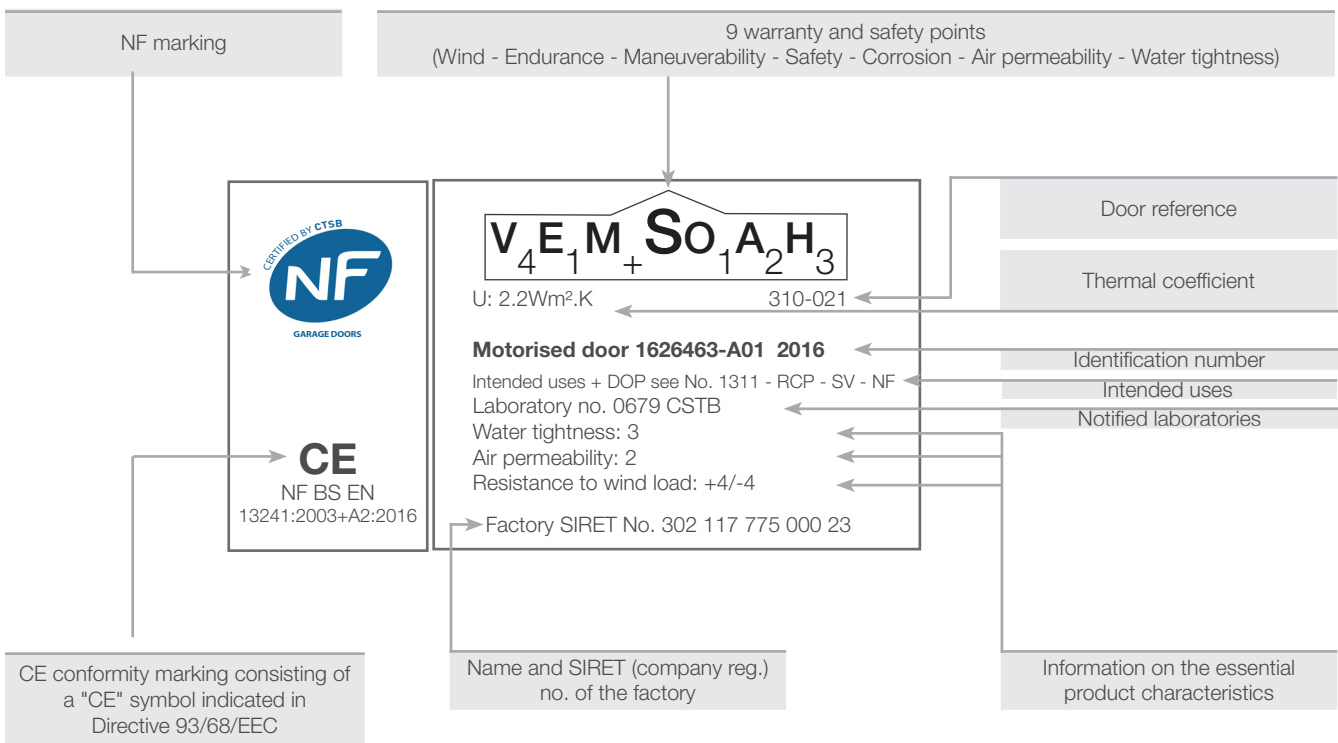 NF marking
9 warranty and safety points
(Wind - Endurance - Maneuverability - Safety - Corrosion - Air permeability - Water tightness)
CERTIFIED BY CTSB
NF
GARAGE DOORS
CE
NF BS EN
13241:2003+A2:2016
V4E1M+SO1A2H3
U: 2.2Wm².K 310-021
Motorised door 1626463-A01 2016
Intended uses + DOP see No. 1311 - RCP - SV - NF
Laboratory no. 0679 CSTB
Water tightness: 3
Air permeability: 2
Resistance to wind load: +4/-4
Factory SIRET No. 302 117 775 000 23
Door reference
Thermal coefficient
Identification number
Intended uses
Notified laboratories
CE conformity marking consisting of
a "CE" symbol indicated in
Directive 93/68/EEC
Name and SIRET (company reg.)
no. of the factory
Information on the essential
product characteristics